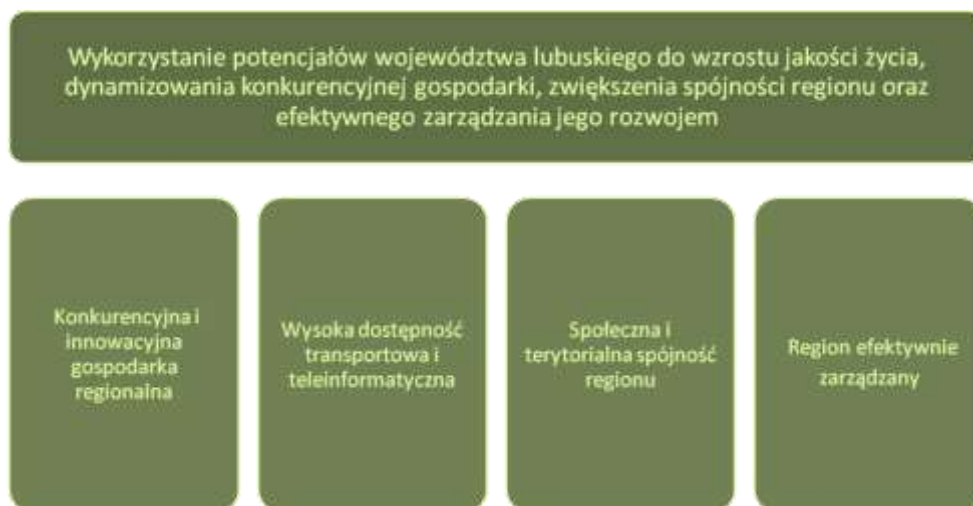 Wykorzystanie potencjałów województwa lubuskiego do wzrostu jakości życia,
dynamizowania konkurencyjnej gospodarki, zwiększenia spójności regionu oraz
efektywnego zarządzania jego rozwojem
Konkurencyjna i
innowacyjna
gospodarka
regionalna
Wysoka dostępność
transportowa i
teleinformatyczna
Społeczna i
terytorialna spójność
regionu
Region efektywnie
zarządzany